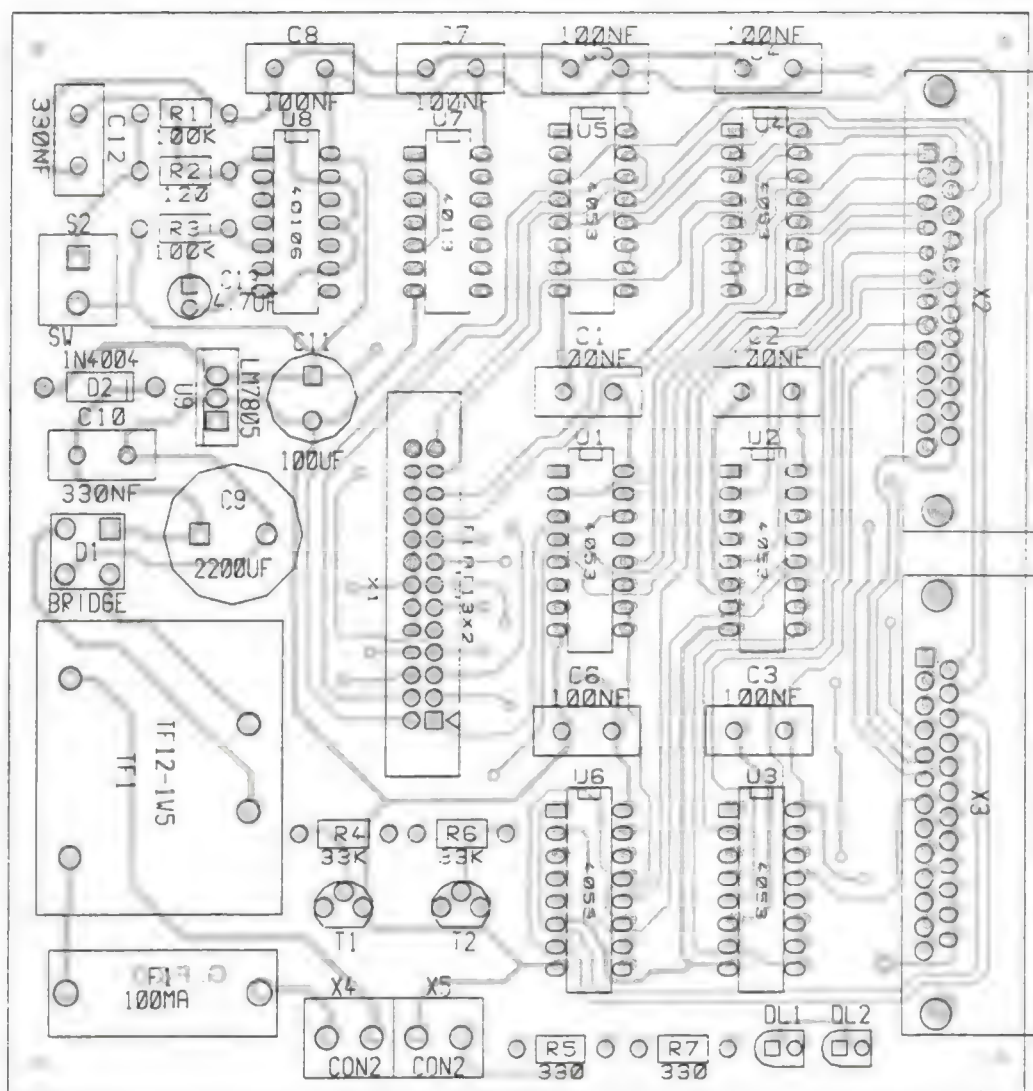 C8
C7
100NF
100NF
100NF
100NF
330NF
C12
R1
100K
R2
120
R3
100K
U8
40106
U7
4013
U5
4053
U4
4053
S2
SW
4.7UF
X2
1N4004
D2
U9
LM7805
C11
100UF
C1
100NF
C2
100NF
C10
330NF
C9
2200UF
D1
BRIDGE
X1
U1
4053
U2
4053
C6
100NF
C3
100NF
TF12-1W5
TF1
U6
4053
U3
4053
X3
R4
33K
R6
33K
T1
T2
F1
100MA
X4
CON2
X5
CON2
R5
330
R7
330
DL1
DL2